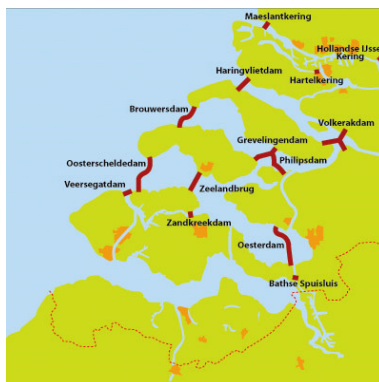 Maeslantkering
Hollandse IJsse
Kering
Hartelkering
Haringvlietdam
Brouwersdam
Volkerakdam
Grevelingendam
Philipsdam
Oosterscheldedam
Veersegatdam
Zeelandbrug
Zandkreekdam
Oesterdam
Bathse Spuisluis